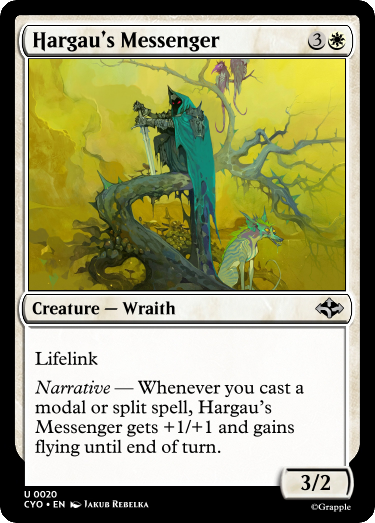 Hargau's Messenger 3
Creature — Wraith
Lifelink
Narrative — Whenever you cast a
modal or split spell, Hargau's
Messenger gets +1/+1 and gains
flying until end of turn.
3/2
U 0020
CYO • EN JAKUB REBELKA
©Grapple